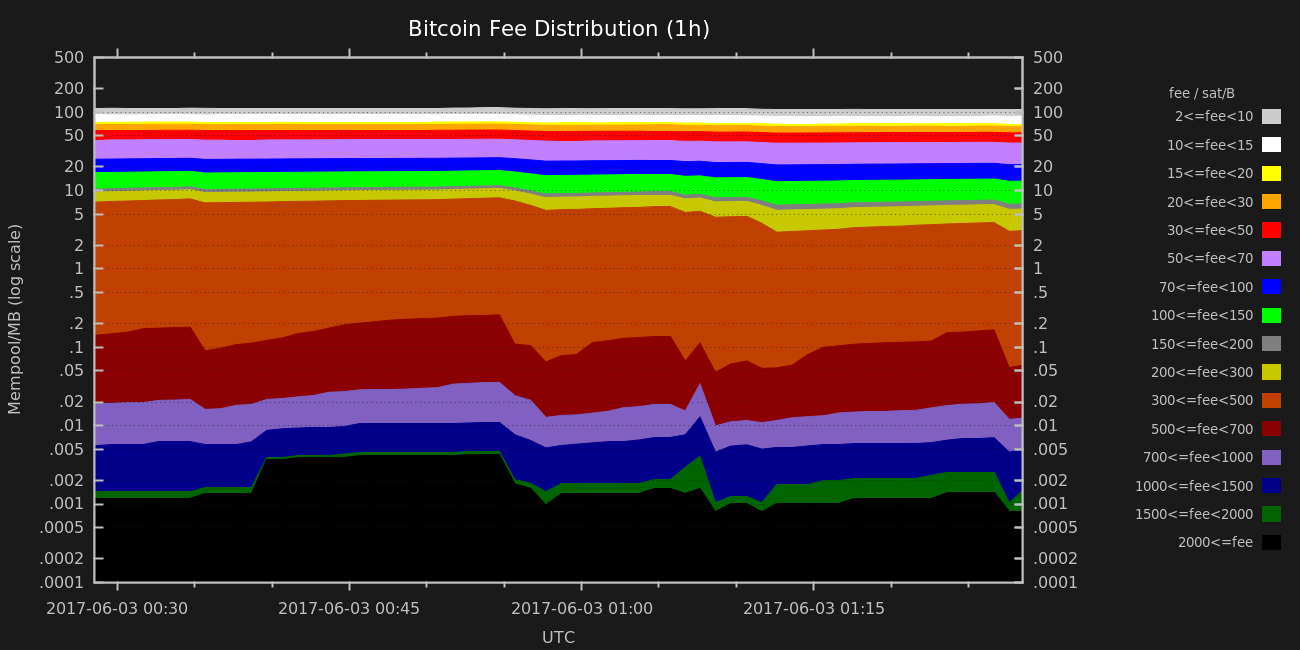 Bitcoin Fee Distribution (1h)
Mempool/MB (log scale)
500
200
100
50
20
10
5
2
1
.5
.2
.1
.05
.02
.01
.005
.002
.001
.0005
.0002
.0001
500
200
100
50
20
10
5
2
1
.5
.2
.1
.05
.02
.01
.005
.002
.001
.0005
.0002
.0001
2017-06-03 00:30
2017-06-03 00:45
2017-06-03 01:00
2017-06-03 01:15
UTC
fee / sat/B
2<=fee<10
10<=fee<15
15<=fee<20
20<=fee<30
30<=fee<50
50<=fee<70
70<=fee<100
100<=fee<150
150<=fee<200
200<=fee<300
300<=fee<500
500<=fee<700
700<=fee<1000
1000<=fee<1500
1500<=fee<2000
2000<=fee